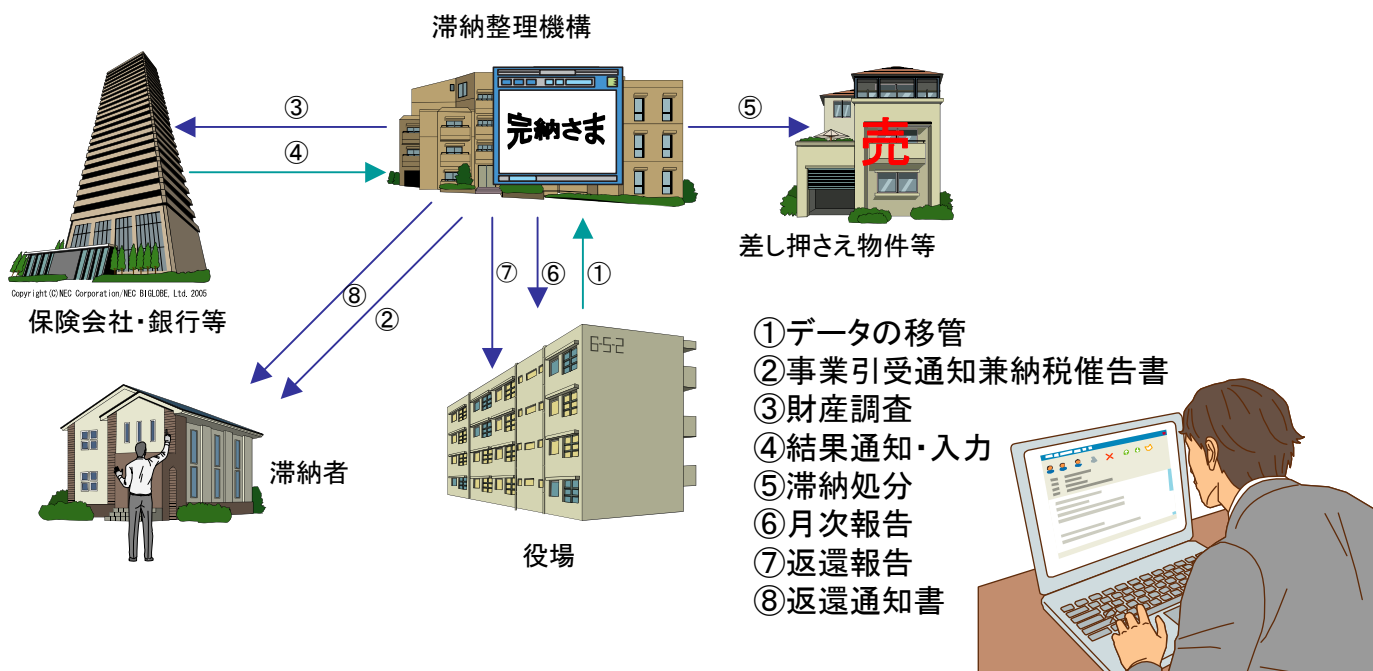 滞納整理機構
完納さま
③
④
⑤
売
差し押さえ物件等
Copyright(C)NEC Corporation/NEC BIGLOBE, Ltd. 2005
保険会社・銀行等
⑧
②
⑦
⑥
①
6-5-2
滞納者
役場
①データの移管
②事業引受通知兼納税催告書
③財産調査
④結果通知・入力
⑤滞納処分
⑥月次報告
⑦返還報告
⑧返還通知書